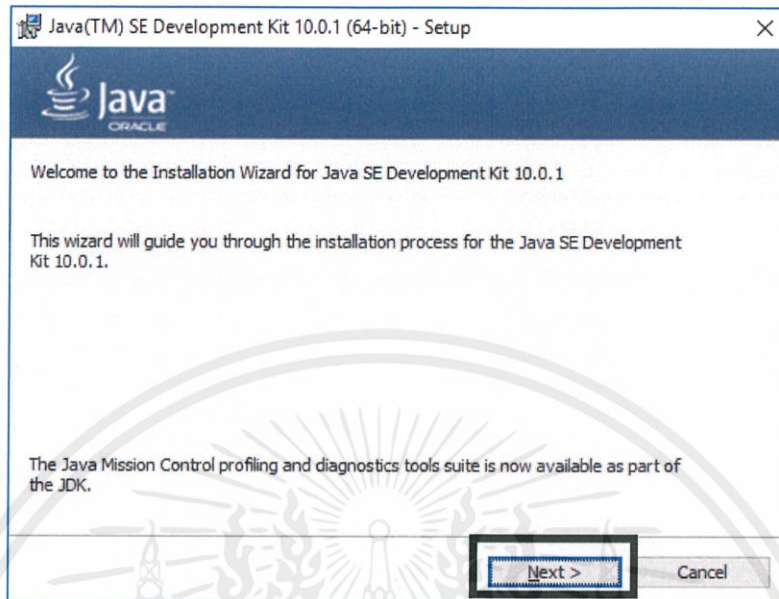 Java(TM) SE Development Kit 10.0.1 (64-bit) - Setup
Java™
ORACLE
Welcome to the Installation Wizard for Java SE Development Kit 10.0.1
This wizard will guide you through the installation process for the Java SE Development
Kit 10.0.1.
The Java Mission Control profiling and diagnostics tools suite is now available as part of
the JDK.
Next >
Cancel